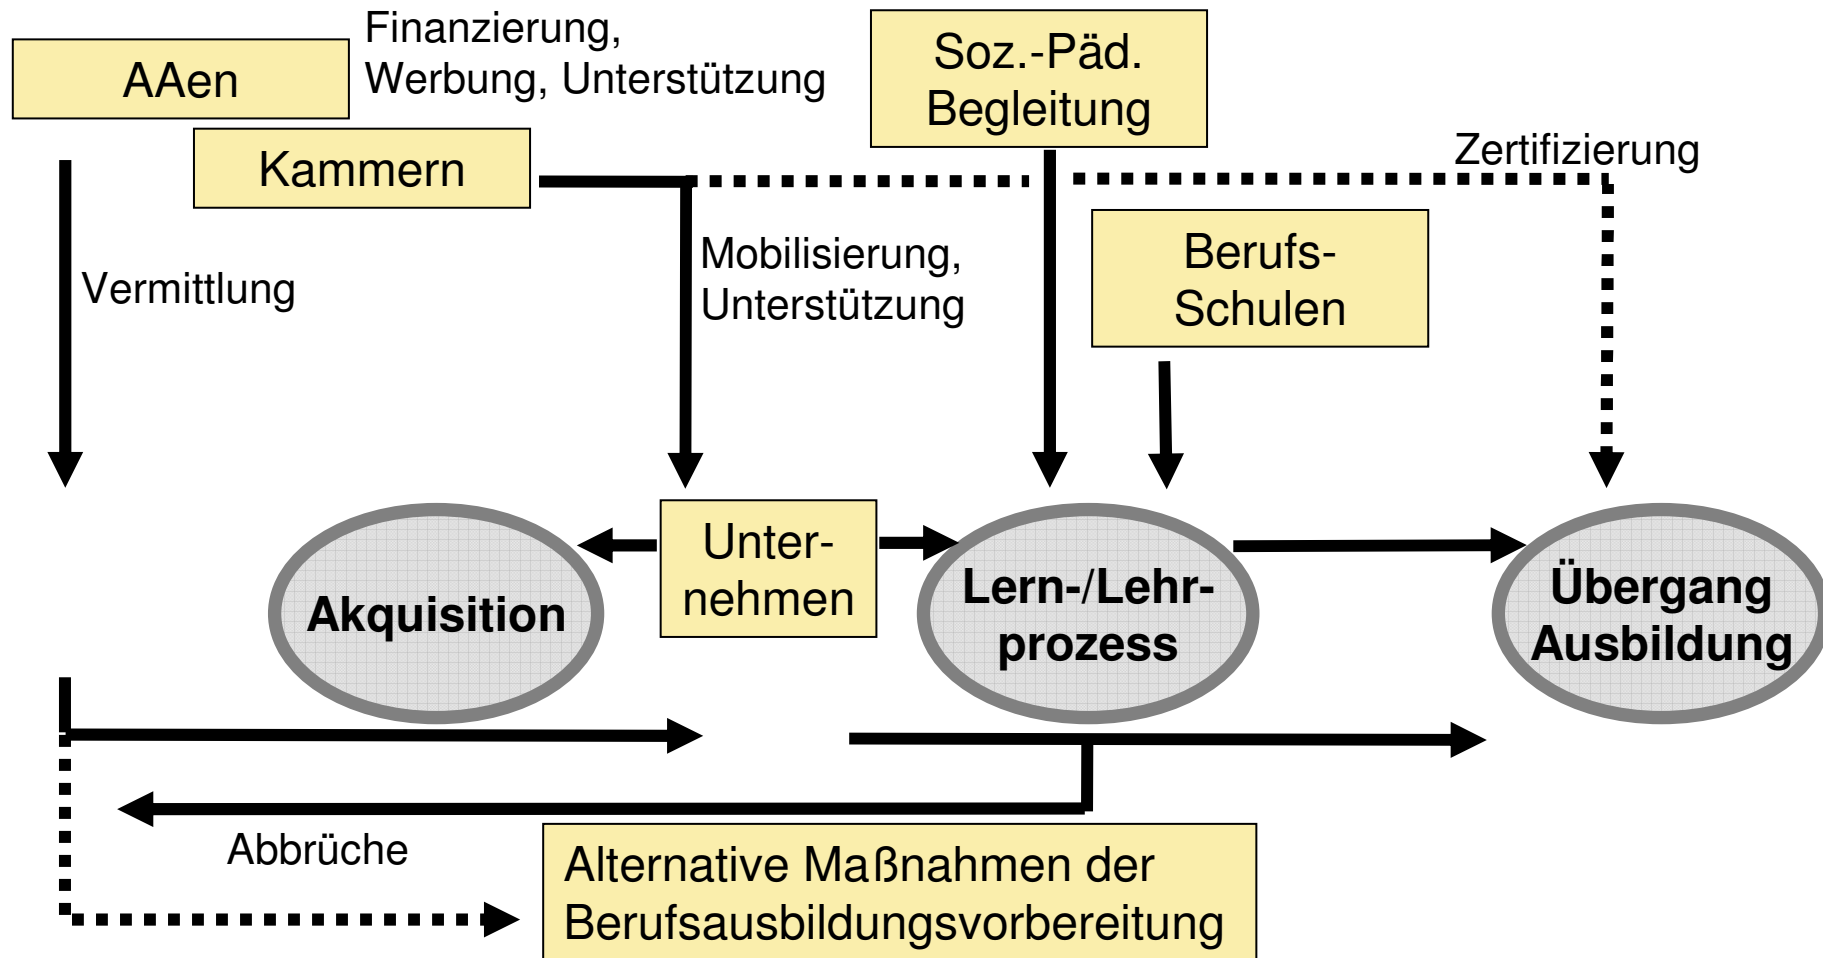 AAen
Finanzierung,
Werbung, Unterstützung
Kammern
Soz.-Päd.
Begleitung
Zertifizierung
Vermittlung
Mobilisierung,
Unterstützung
Berufs-
Schulen
Akquisition
Unter-
nehmen
Lern-/Lehr-
prozess
Übergang
Ausbildung
Abbrüche
Alternative Maßnahmen der
Berufsausbildungsvorbereitung